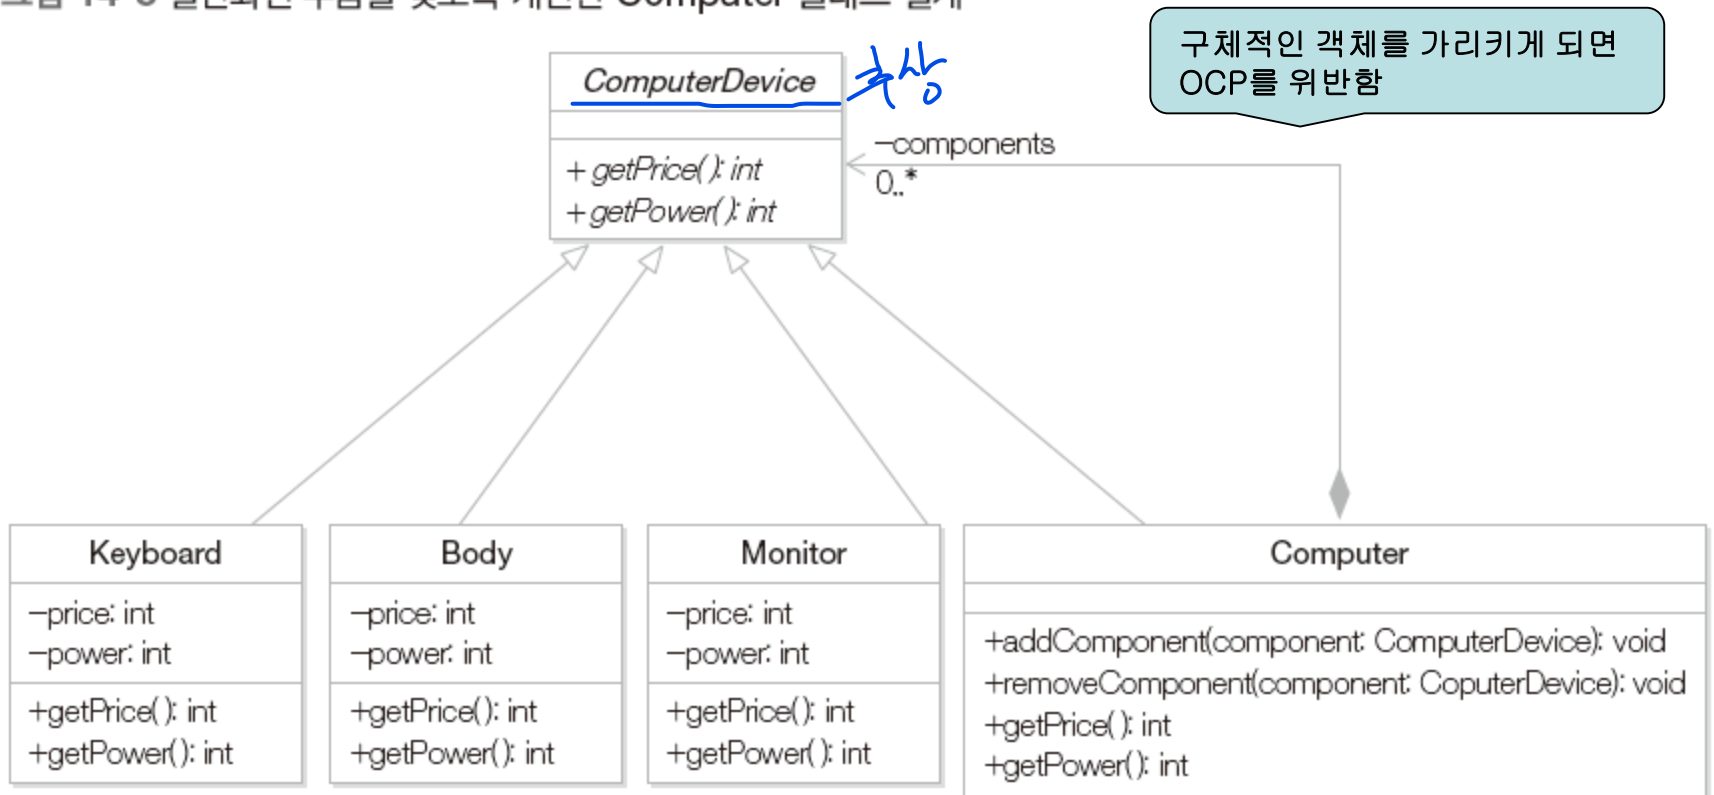 구체적인 객체를 가리키게 되면
OCP를 위반함
ComputerDevice
추상
+getPrice(): int
+getPower(): int
–components
0..*
Keyboard
–price: int
–power: int
+getPrice(): int
+getPower(): int
Body
–price: int
–power: int
+getPrice(): int
+getPower(): int
Monitor
–price: int
–power: int
+getPrice(): int
+getPower(): int
Computer
+addComponent(component: ComputerDevice): void
+removeComponent(component: CoputerDevice): void
+getPrice(): int
+getPower(): int